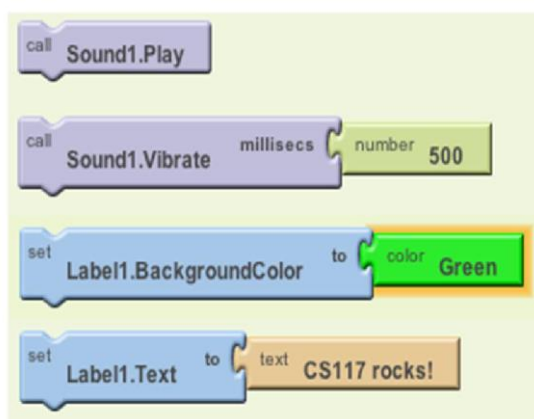 call Sound1.Play
call Sound1.Vibrate millisecs number 500
set Label1.BackgroundColor to color Green
set Label1.Text to text CS117 rocks!